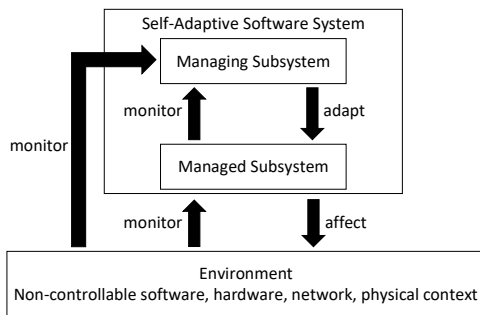 Self-Adaptive Software System
Managing Subsystem
monitor
adapt
monitor
Managed Subsystem
monitor
affect
Environment
Non-controllable software, hardware, network, physical context